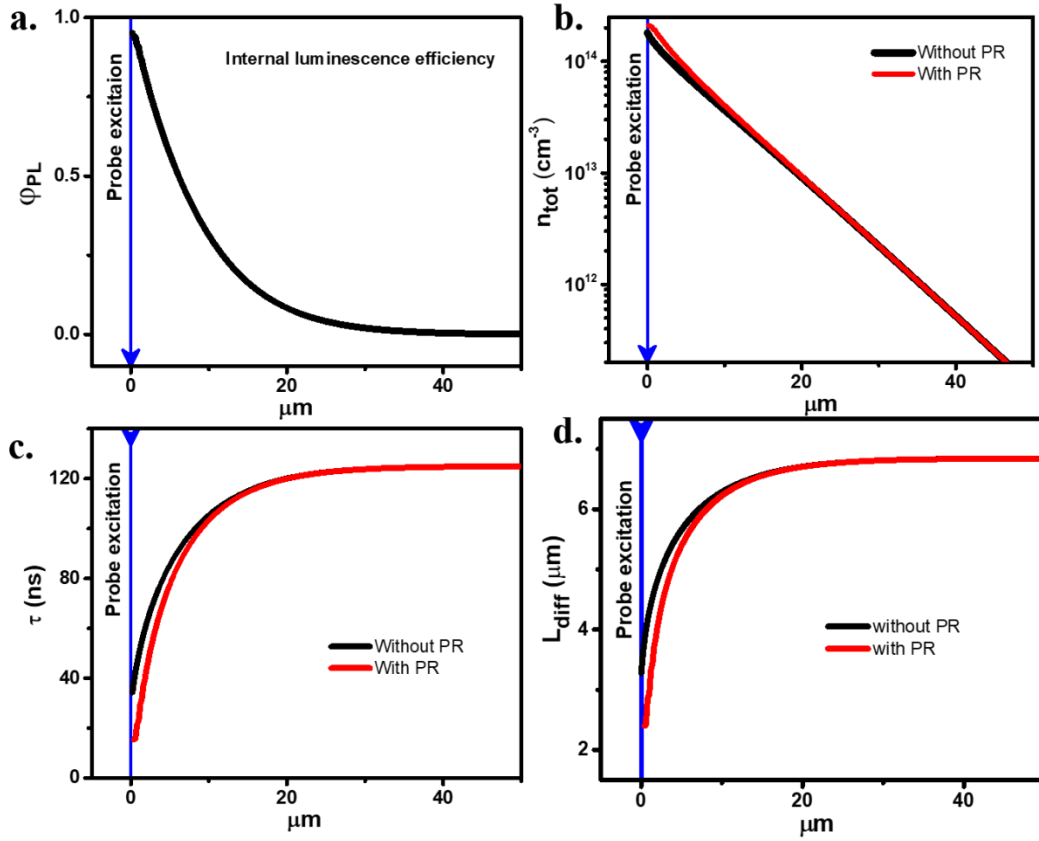 a.
1.0
0.5
0.0
φPL
Probe excitaion
Internal luminescence efficiency
0
20
40
μm
b.
10^14
10^13
10^12
n_tot (cm^-3)
Probe excitation
Without PR
With PR
0
20
40
μm
c.
120
80
40
0
τ (ns)
Probe excitation
Without PR
With PR
0
20
40
μm
d.
6
4
2
L_diff (μm)
Probe excitation
without PR
with PR
0
20
40
μm